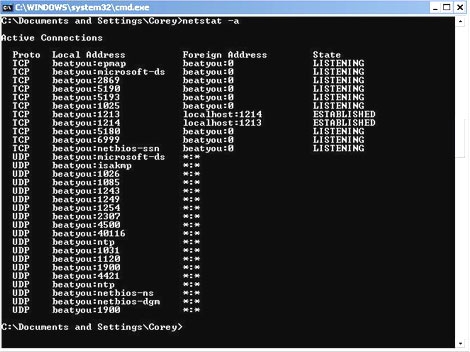 C:\WINDOWS\system32\cmd.exe
C:\Documents and Settings\Corey>netstat -a
Active Connections
Proto Local Address Foreign Address State
TCP beatyou:epmap beatyou:0 LISTENING
TCP beatyou:microsoft-ds beatyou:0 LISTENING
TCP beatyou:2869 beatyou:0 LISTENING
TCP beatyou:5190 beatyou:0 LISTENING
TCP beatyou:5193 beatyou:0 LISTENING
TCP beatyou:1025 beatyou:0 LISTENING
TCP beatyou:1213 localhost:1214 ESTABLISHED
TCP beatyou:1214 localhost:1213 ESTABLISHED
TCP beatyou:5180 beatyou:0 LISTENING
TCP beatyou:6999 beatyou:0 LISTENING
TCP beatyou:netbios-ssn beatyou:0 LISTENING
UDP beatyou:microsoft-ds *:*
UDP beatyou:isakmp *:*
UDP beatyou:1026 *:*
UDP beatyou:1085 *:*
UDP beatyou:1243 *:*
UDP beatyou:1249 *:*
UDP beatyou:1254 *:*
UDP beatyou:2307 *:*
UDP beatyou:4500 *:*
UDP beatyou:40116 *:*
UDP beatyou:ntp *:*
UDP beatyou:1031 *:*
UDP beatyou:1120 *:*
UDP beatyou:1900 *:*
UDP beatyou:4421 *:*
UDP beatyou:ntp *:*
UDP beatyou:netbios-ns *:*
UDP beatyou:netbios-dgm *:*
UDP beatyou:1900 *:*
C:\Documents and Settings\Corey>